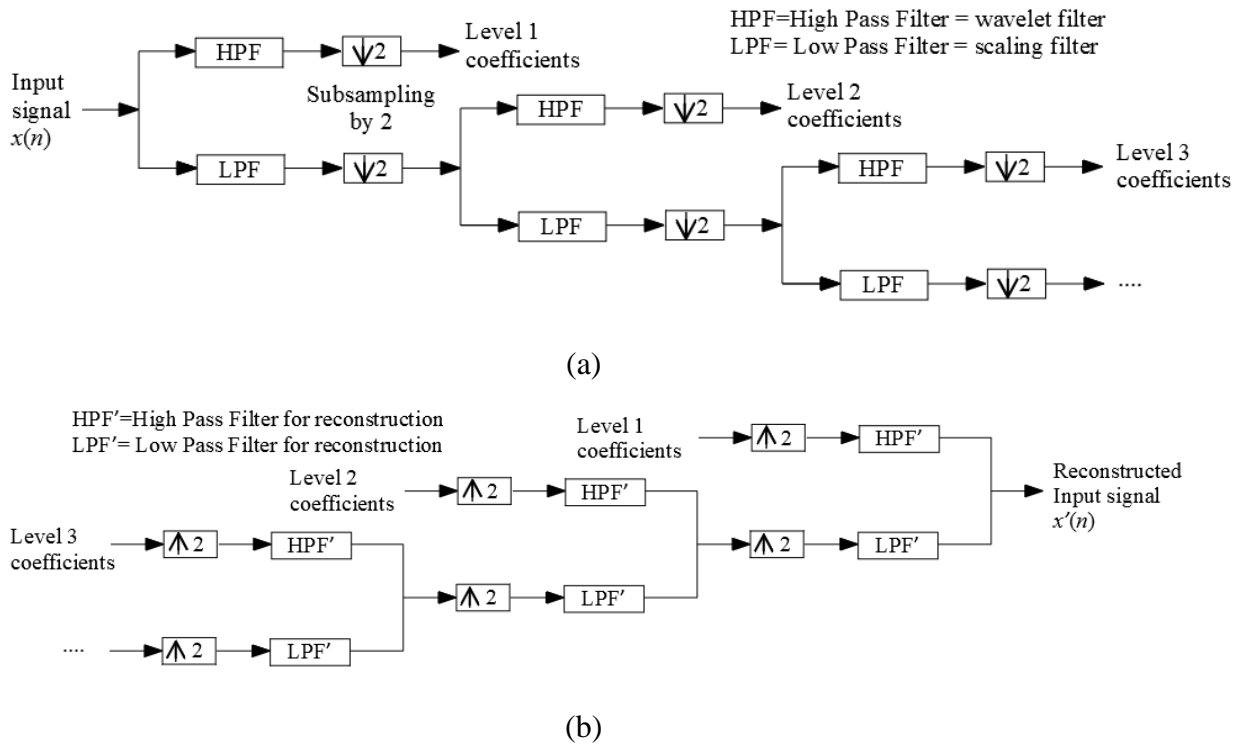 HPF=High Pass Filter = wavelet filter
LPF= Low Pass Filter = scaling filter
Input
signal
x(n)
HPF
↓2
Level 1
coefficients
LPF
Subsampling
by 2
↓2
HPF
↓2
Level 2
coefficients
LPF
↓2
HPF
↓2
Level 3
coefficients
LPF
↓2
....
(a)
HPF′=High Pass Filter for reconstruction
LPF′= Low Pass Filter for reconstruction
Level 1
coefficients
↑2
HPF′
Level 2
coefficients
↑2
HPF′
Reconstructed
Input signal
x′(n)
Level 3
coefficients
↑2
HPF′
↑2
LPF′
↑2
LPF′
....
↑2
LPF′
(b)